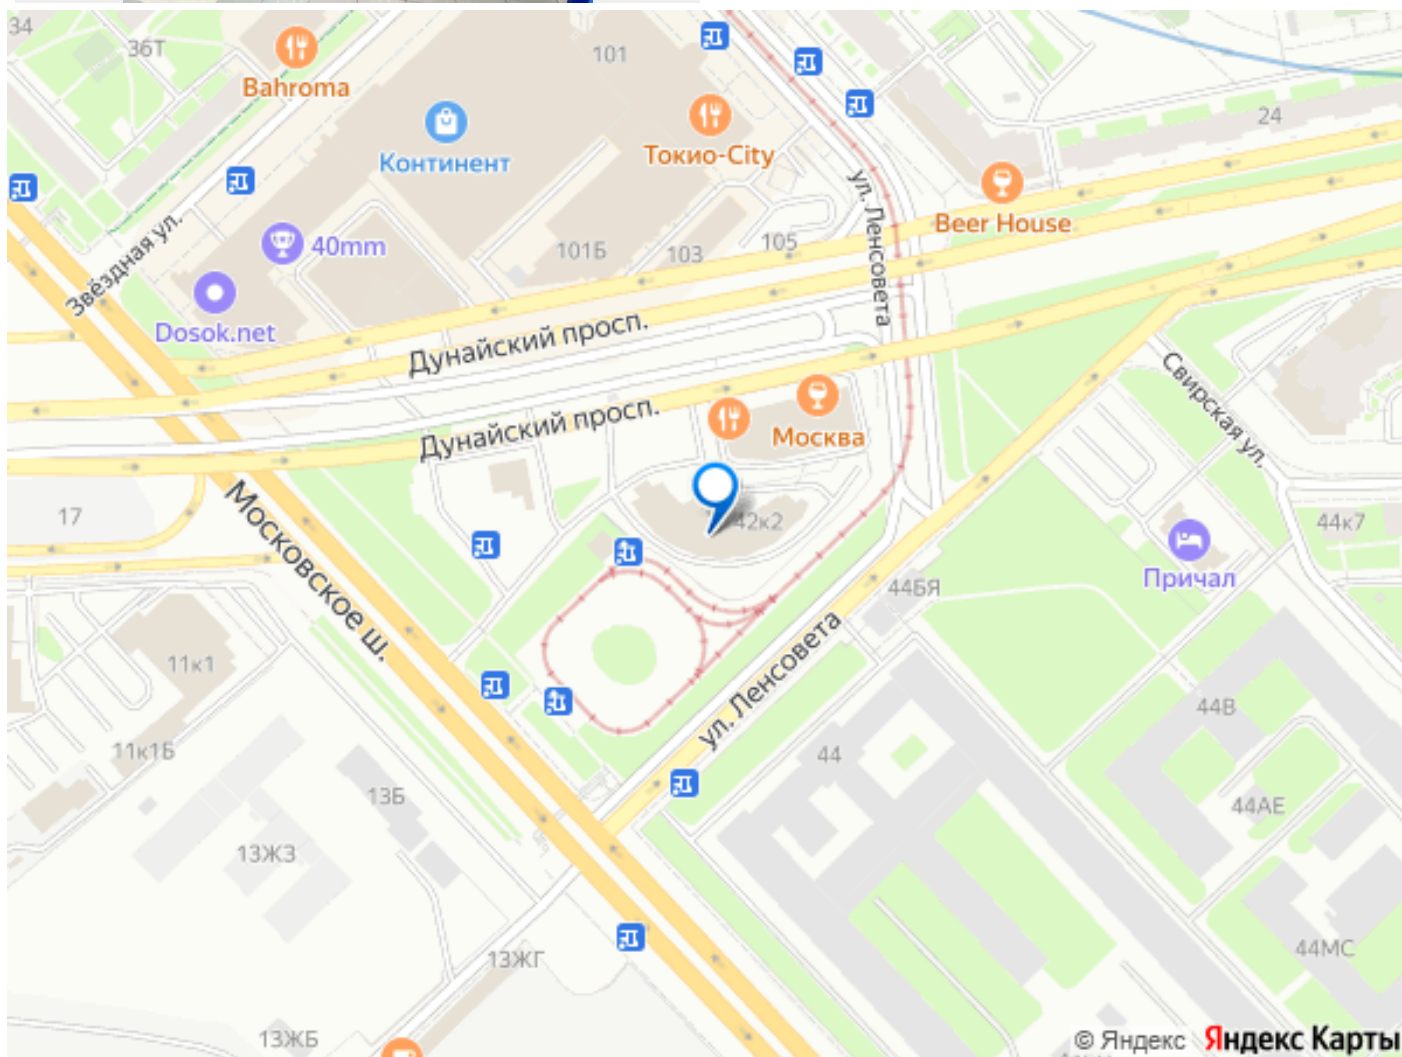 34
36Т
Bahroma
101
24
Континент
Токио-City
ул. Ленсовета
Beer House
Звёздная ул.
40mm
101Б
103
105
Dosok.net
Дунайский просп.
Дунайский просп.
Москва
Свирская ул.
17
Московское ш.
42к2
44к7
Причал
44БЯ
11к1
ул. Ленсовета
44В
11к1Б
44
13Б
44АЕ
13ЖЗ
13ЖГ
44МС
13ЖБ
© Яндекс Яндекс Карты